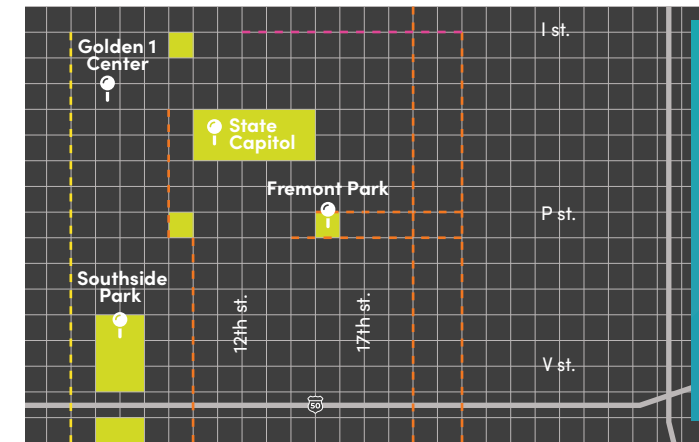 I st.
Golden 1
Center
State
Capitol
Fremont Park
P st.
Southside
Park
12th st.
17th st.
V st.
50